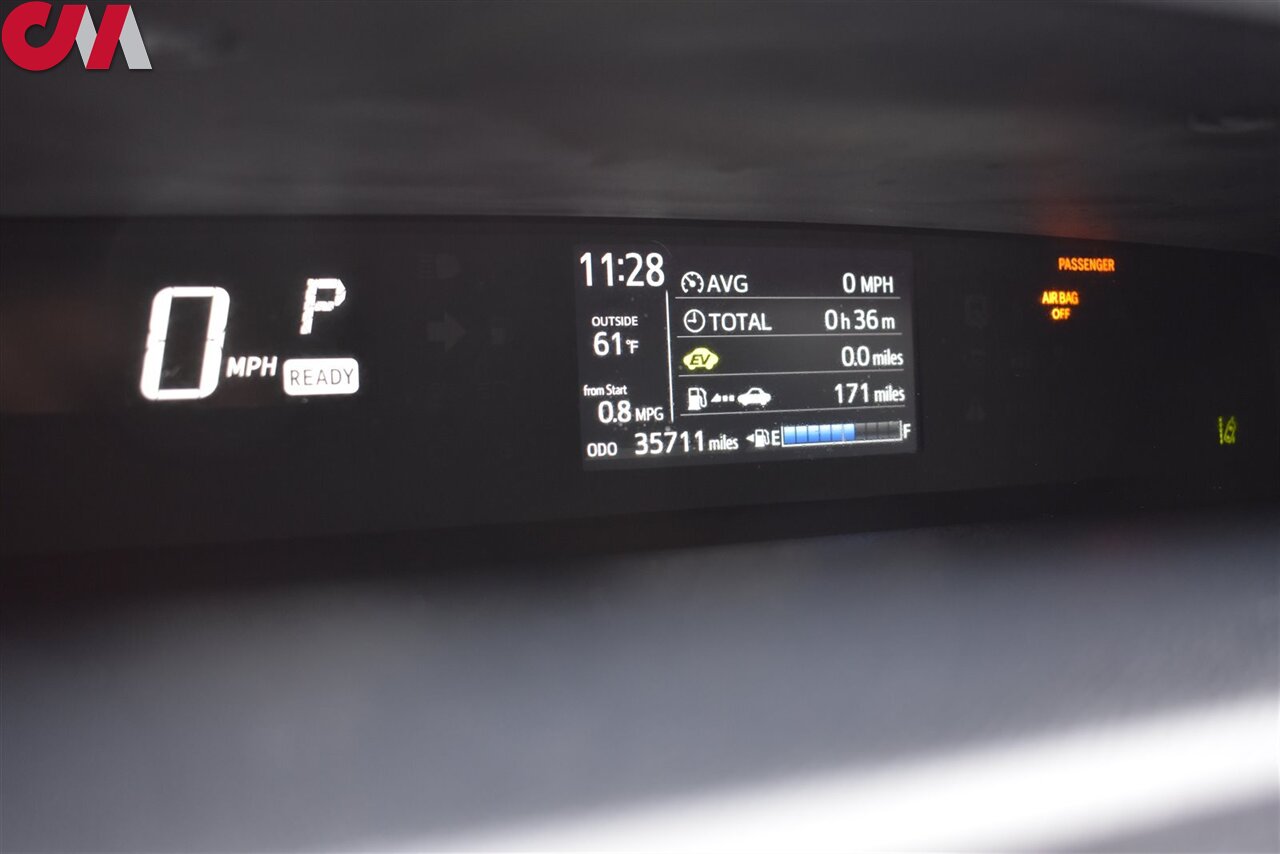 CM
0 MPH
P
READY
11:28
OUTSIDE
61°F
from Start
0.8 MPG
AVG 0 MPH
TOTAL 0h 36m
EV 0.0 miles
171 miles
ODO 35711 miles E F
PASSENGER
AIR BAG
OFF